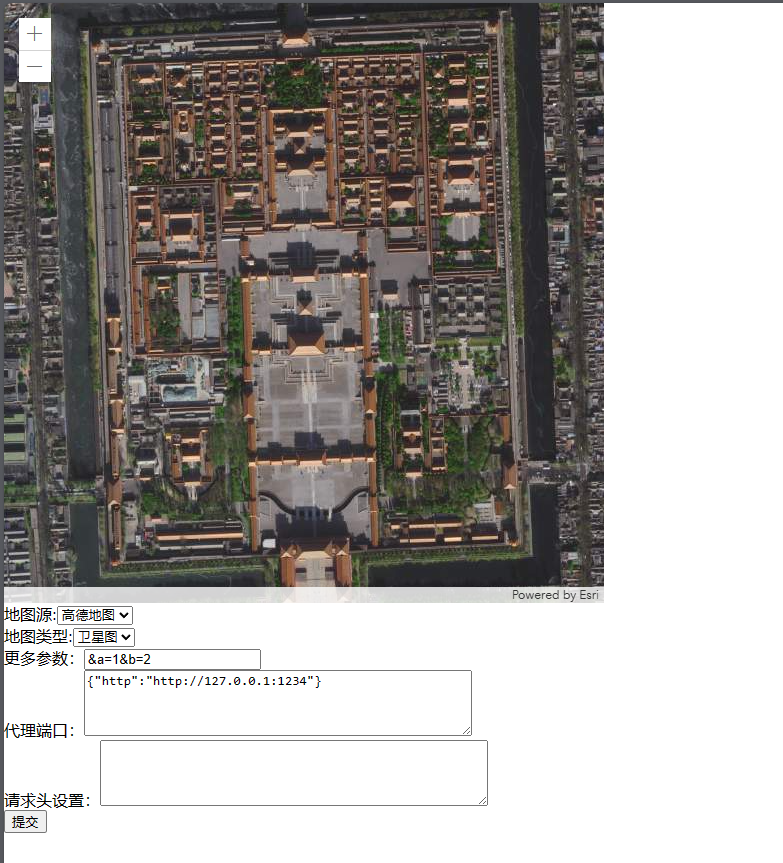 +
−
Powered by Esri
地图源:高德地图
地图类型:卫星图
更多参数：&a=1&b=2
{"http":"http://127.0.0.1:1234"}
代理端口：
请求头设置：
提交